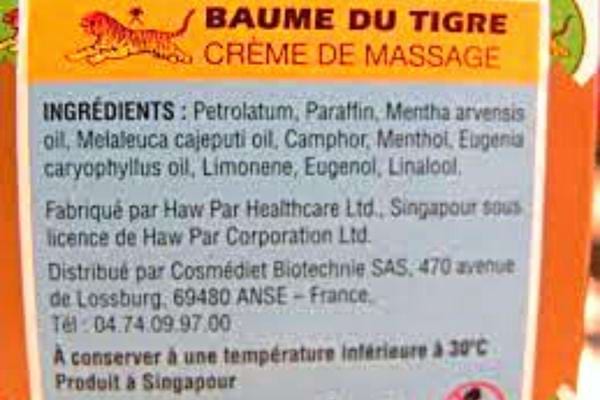 BAUME DU TIGRE
CRÈME DE MASSAGE
INGRÉDIENTS : Petrolatum, Paraffin, Mentha arvensis
oil, Melaleuca cajeputi oil, Camphor, Menthol, Eugenia
caryophyllus oil, Limonene, Eugenol, Linalool.
Fabriqué par Haw Par Healthcare Ltd., Singapour sous
licence de Haw Par Corporation Ltd.
Distribué par Cosmédiet Biotechnie SAS, 470 avenue
de Lossburg, 69480 ANSE – France.
Tél : 04.74.09.97.00
À conserver à une température inférieure à 30°C
Produit à Singapour